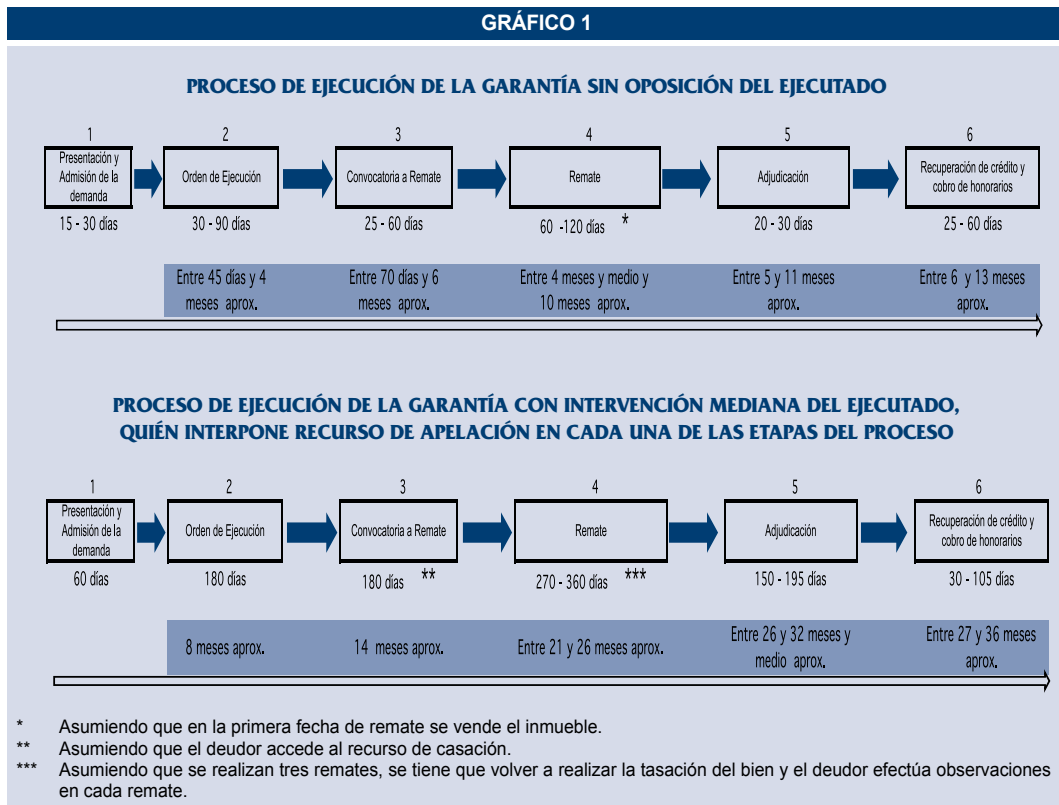 GRÁFICO 1
PROCESO DE EJECUCIÓN DE LA GARANTÍA SIN OPOSICIÓN DEL EJECUTADO
1
Presentación y
Admisión de la
demanda
15 - 30 días
2
Orden de Ejecución
30 - 90 días
3
Convocatoria a Remate
25 - 60 días
4
Remate
60 -120 días *
5
Adjudicación
20 - 30 días
6
Recuperación de crédito y
cobro de honorarios
25 - 60 días
Entre 45 días y 4
meses aprox.
Entre 70 días y 6
meses aprox.
Entre 4 meses y medio y
10 meses aprox.
Entre 5 y 11 meses
aprox.
Entre 6 y 13 meses
aprox.
PROCESO DE EJECUCIÓN DE LA GARANTÍA CON INTERVENCIÓN MEDIANA DEL EJECUTADO,
QUIÉN INTERPONE RECURSO DE APELACIÓN EN CADA UNA DE LAS ETAPAS DEL PROCESO
1
Presentación y
Admisión de la
demanda
60 días
2
Orden de Ejecución
180 días
3
Convocatoria a Remate
180 días **
4
Remate
270 - 360 días ***
5
Adjudicación
150 - 195 días
6
Recuperación de crédito y
cobro de honorarios
30 - 105 días
8 meses aprox.
14 meses aprox.
Entre 21 y 26 meses aprox.
Entre 26 y 32 meses y
medio aprox.
Entre 27 y 36 meses
aprox.
* Asumiendo que en la primera fecha de remate se vende el inmueble.
** Asumiendo que el deudor accede al recurso de casación.
*** Asumiendo que se realizan tres remates, se tiene que volver a realizar la tasación del bien y el deudor efectúa observaciones
en cada remate.